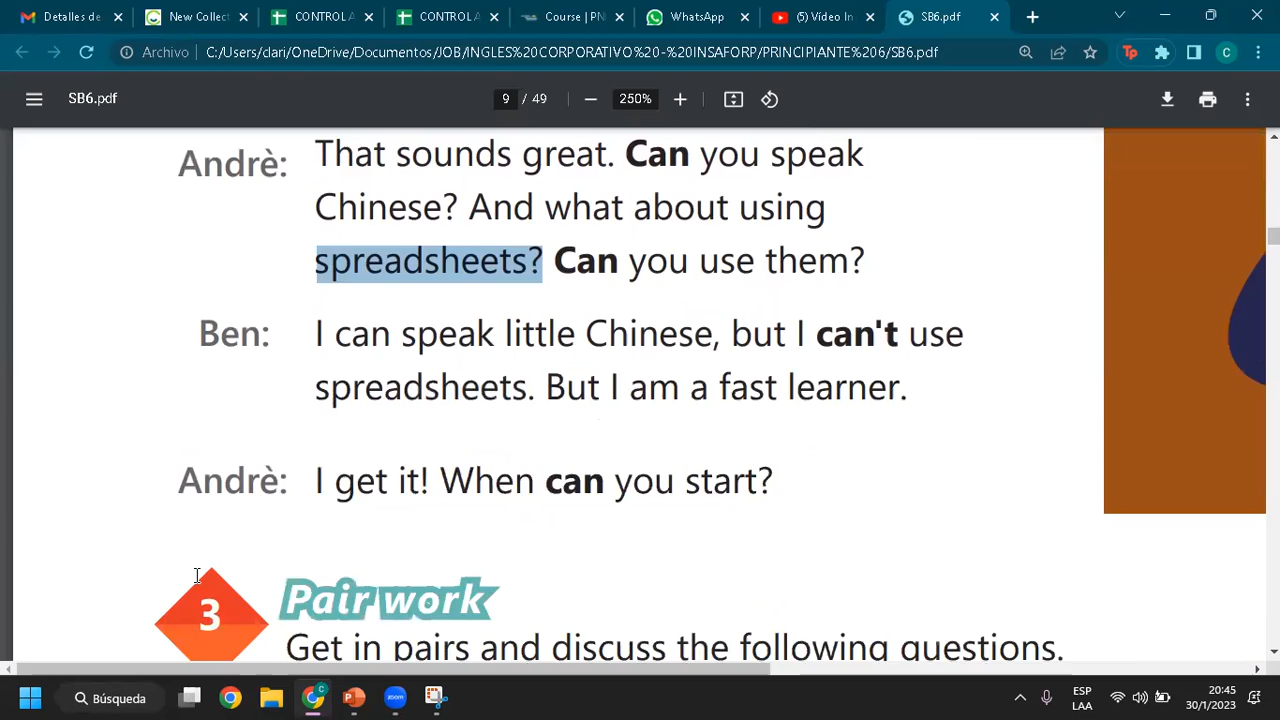 Detalles de
New Collect
CONTROL A
CONTROL A
Course | PN
WhatsApp
(5) Vídeo In
SB6.pdf
Archivo
C:/Users/clari/OneDrive/Documentos/JOB/INGLES%20CORPORATIVO%20-%20INSAFORP/PRINCIPIANTE%206/SB6.pdf
SB6.pdf
9 / 49
250%
Andrè: That sounds great. Can you speak
Chinese? And what about using
spreadsheets? Can you use them?
Ben: I can speak little Chinese, but I can't use
spreadsheets. But I am a fast learner.
Andrè: I get it! When can you start?
3 Pair work
Get in pairs and discuss the following questions.
Búsqueda
zoom
ESP
LAA
20:45
30/1/2023